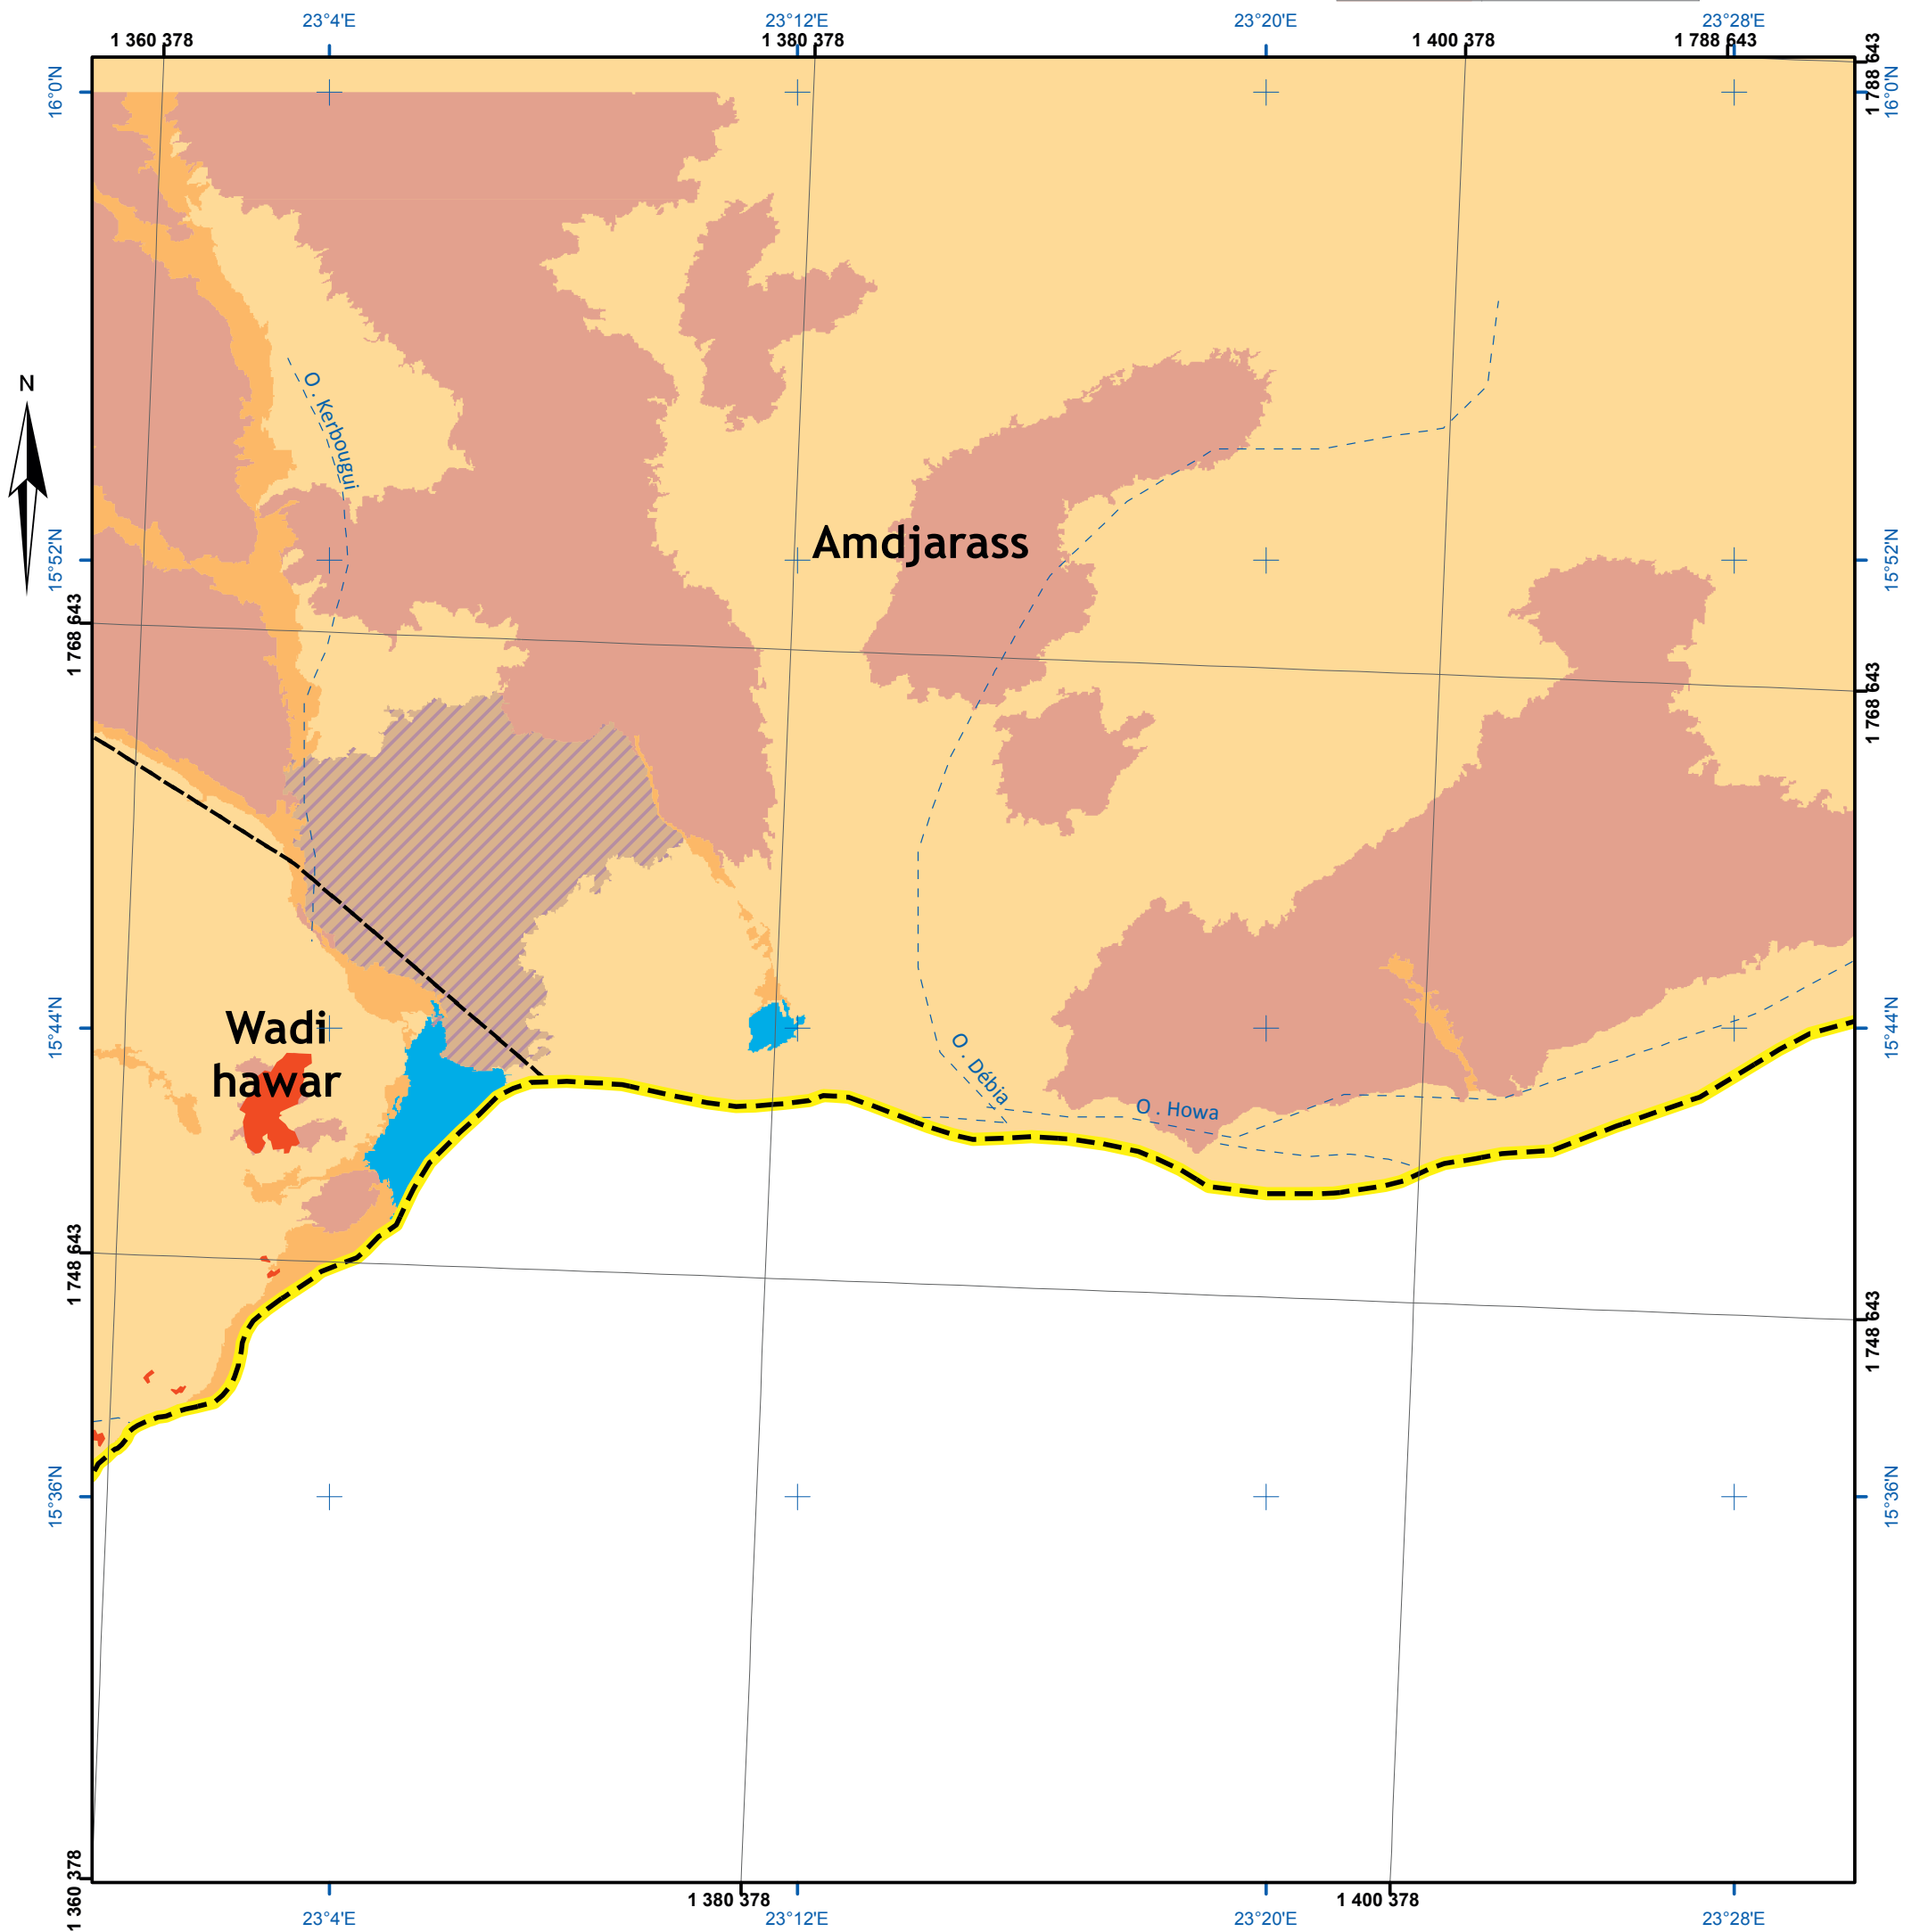 23°4'E 23°12'E 23°20'E 23°28'E
1 360 378 1 380 378 1 400 378 1 788 643
1 788 643
16°0'N 16°0'N
N
O . Kerbougui
Amdjarass
15°52'N 15°52'N
1 768 643 1 768 643
15°44'N 15°44'N
Wadi
hawar
O . Débia
O . Howa
1 748 643 1 748 643
15°36'N 15°36'N
1 360 378
1 380 378 1 400 378
23°4'E 23°12'E 23°20'E 23°28'E